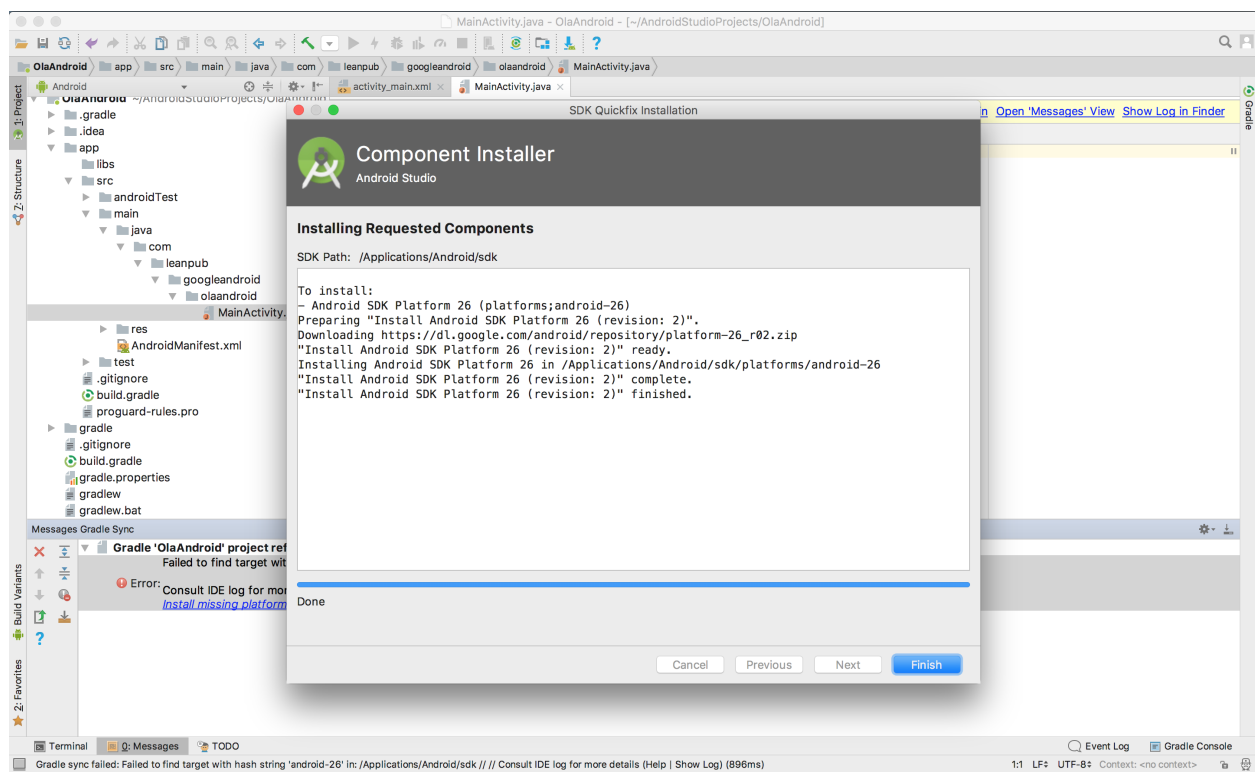 MainActivity.java - OlaAndroid - [~/AndroidStudioProjects/OlaAndroid]
OlaAndroid app src main java com leanpub googleandroid olaandroid MainActivity.java
Android
activity_main.xml
MainActivity.java
1: Project
Z: Structure
Build Variants
2: Favorites
Gradle
OlaAndroid ~/AndroidStudioProjects/OlaAndroid
.gradle
.idea
app
libs
src
androidTest
main
java
com
leanpub
googleandroid
olaandroid
MainActivity.
res
AndroidManifest.xml
test
.gitignore
build.gradle
proguard-rules.pro
gradle
.gitignore
build.gradle
gradle.properties
gradlew
gradlew.bat
Open 'Messages' View Show Log in Finder
SDK Quickfix Installation
Component Installer
Android Studio
Installing Requested Components
SDK Path: /Applications/Android/sdk
To install:
- Android SDK Platform 26 (platforms;android-26)
Preparing "Install Android SDK Platform 26 (revision: 2)".
Downloading https://dl.google.com/android/repository/platform-26_r02.zip
"Install Android SDK Platform 26 (revision: 2)" ready.
Installing Android SDK Platform 26 in /Applications/Android/sdk/platforms/android-26
"Install Android SDK Platform 26 (revision: 2)" complete.
"Install Android SDK Platform 26 (revision: 2)" finished.
Done
Cancel Previous Next Finish
Messages Gradle Sync
Gradle 'OlaAndroid' project ref
Failed to find target wit
Error:
Consult IDE log for mor
Install missing platform
Terminal 0: Messages TODO Event Log Gradle Console
Gradle sync failed: Failed to find target with hash string 'android-26' in: /Applications/Android/sdk // // Consult IDE log for more details (Help | Show Log) (896ms) 1:1 LF UTF-8 Context: <no context>